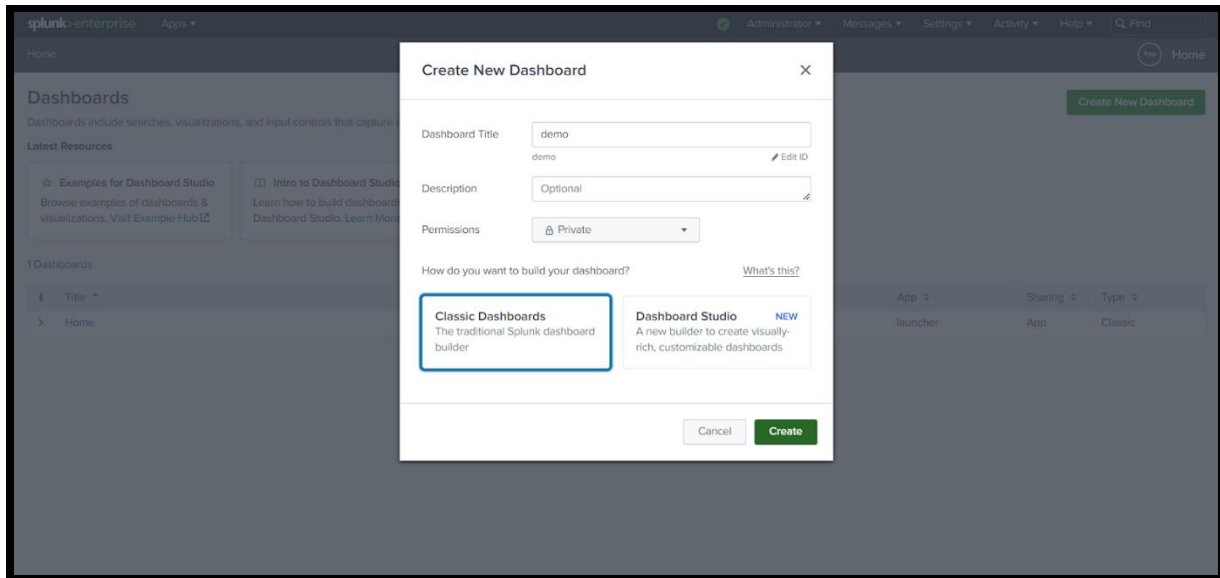 splunk>enterprise Apps Administrator Messages Settings Activity Help Find
Home App Home
Dashboards
Create New Dashboard
Dashboards include searches, visualizations, and input controls that capture
Latest Resources
Examples for Dashboard Studio
Browse examples of dashboards &
visualizations. Visit Example Hub
Intro to Dashboard Studio
Learn how to build dashboards
Dashboard Studio. Learn More
1 Dashboards
i Title App Sharing Type
Home launcher App Classic
Create New Dashboard
Dashboard Title demo
demo Edit ID
Description Optional
Permissions Private
How do you want to build your dashboard? What's this?
Classic Dashboards
The traditional Splunk dashboard
builder
Dashboard Studio NEW
A new builder to create visually-
rich, customizable dashboards
Cancel Create